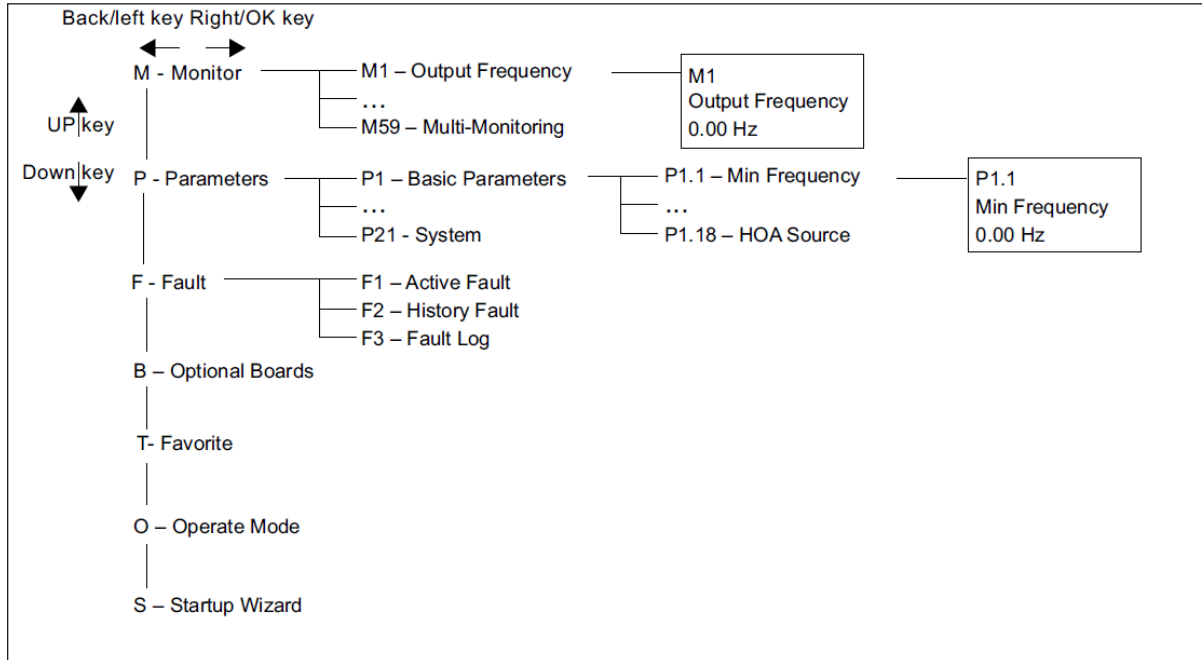 Back/left key Right/OK key
M - Monitor
M1 – Output Frequency
M1
Output Frequency
0.00 Hz
...
M59 – Multi-Monitoring
UP key
Down key
P - Parameters
P1 – Basic Parameters
P1.1 – Min Frequency
P1.1
Min Frequency
0.00 Hz
...
...
P21 - System
P1.18 – HOA Source
F - Fault
F1 – Active Fault
F2 – History Fault
F3 – Fault Log
B – Optional Boards
T- Favorite
O – Operate Mode
S – Startup Wizard